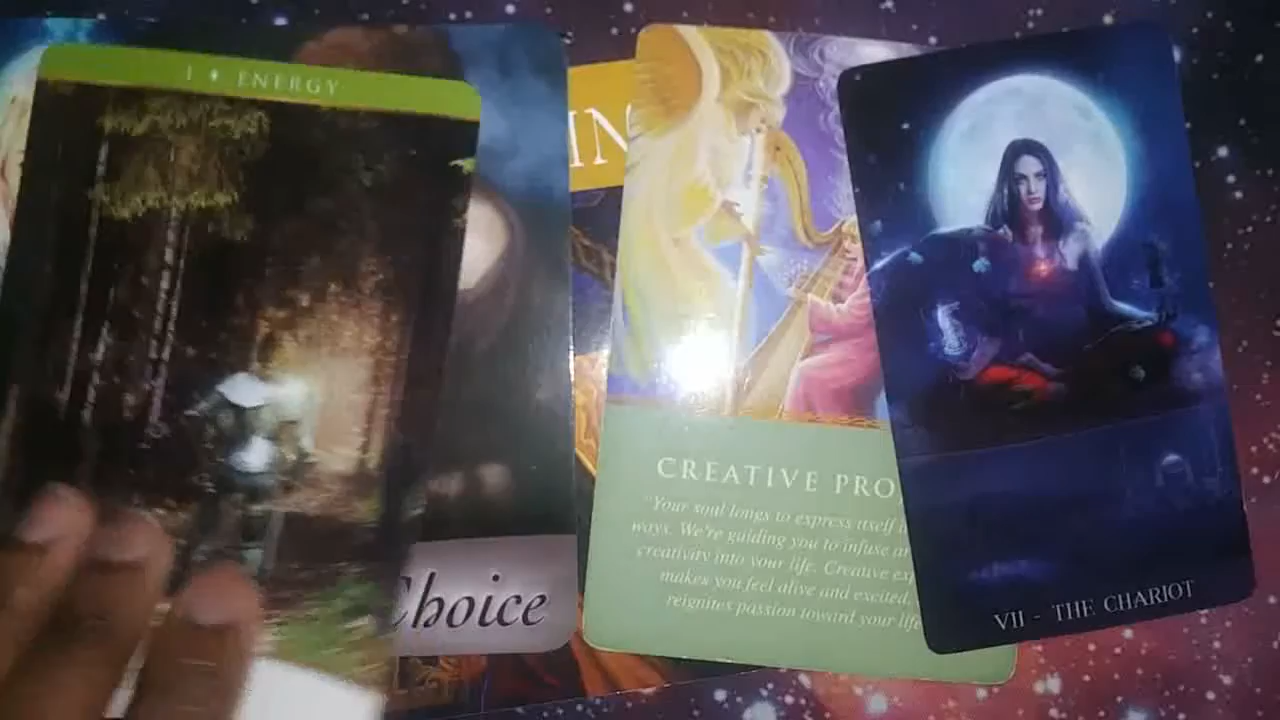 I ♦ ENERGY
IN
Choice
CREATIVE PRO
"Your soul longs to express itself
ways. We're guiding you to infuse
creativity into your life. Creative
makes you feel alive and excited,
reignites passion toward your life
VII - THE CHARIOT